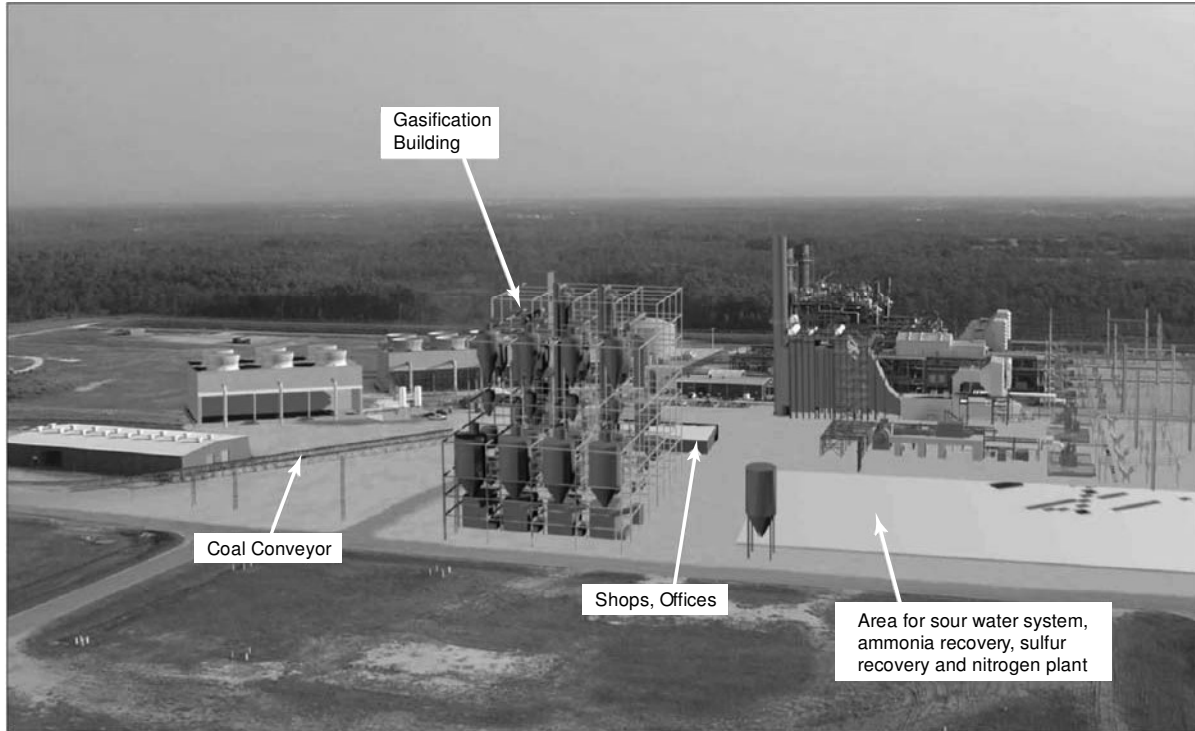 Gasification
Building
Coal Conveyor
Shops, Offices
Area for sour water system,
ammonia recovery, sulfur
recovery and nitrogen plant